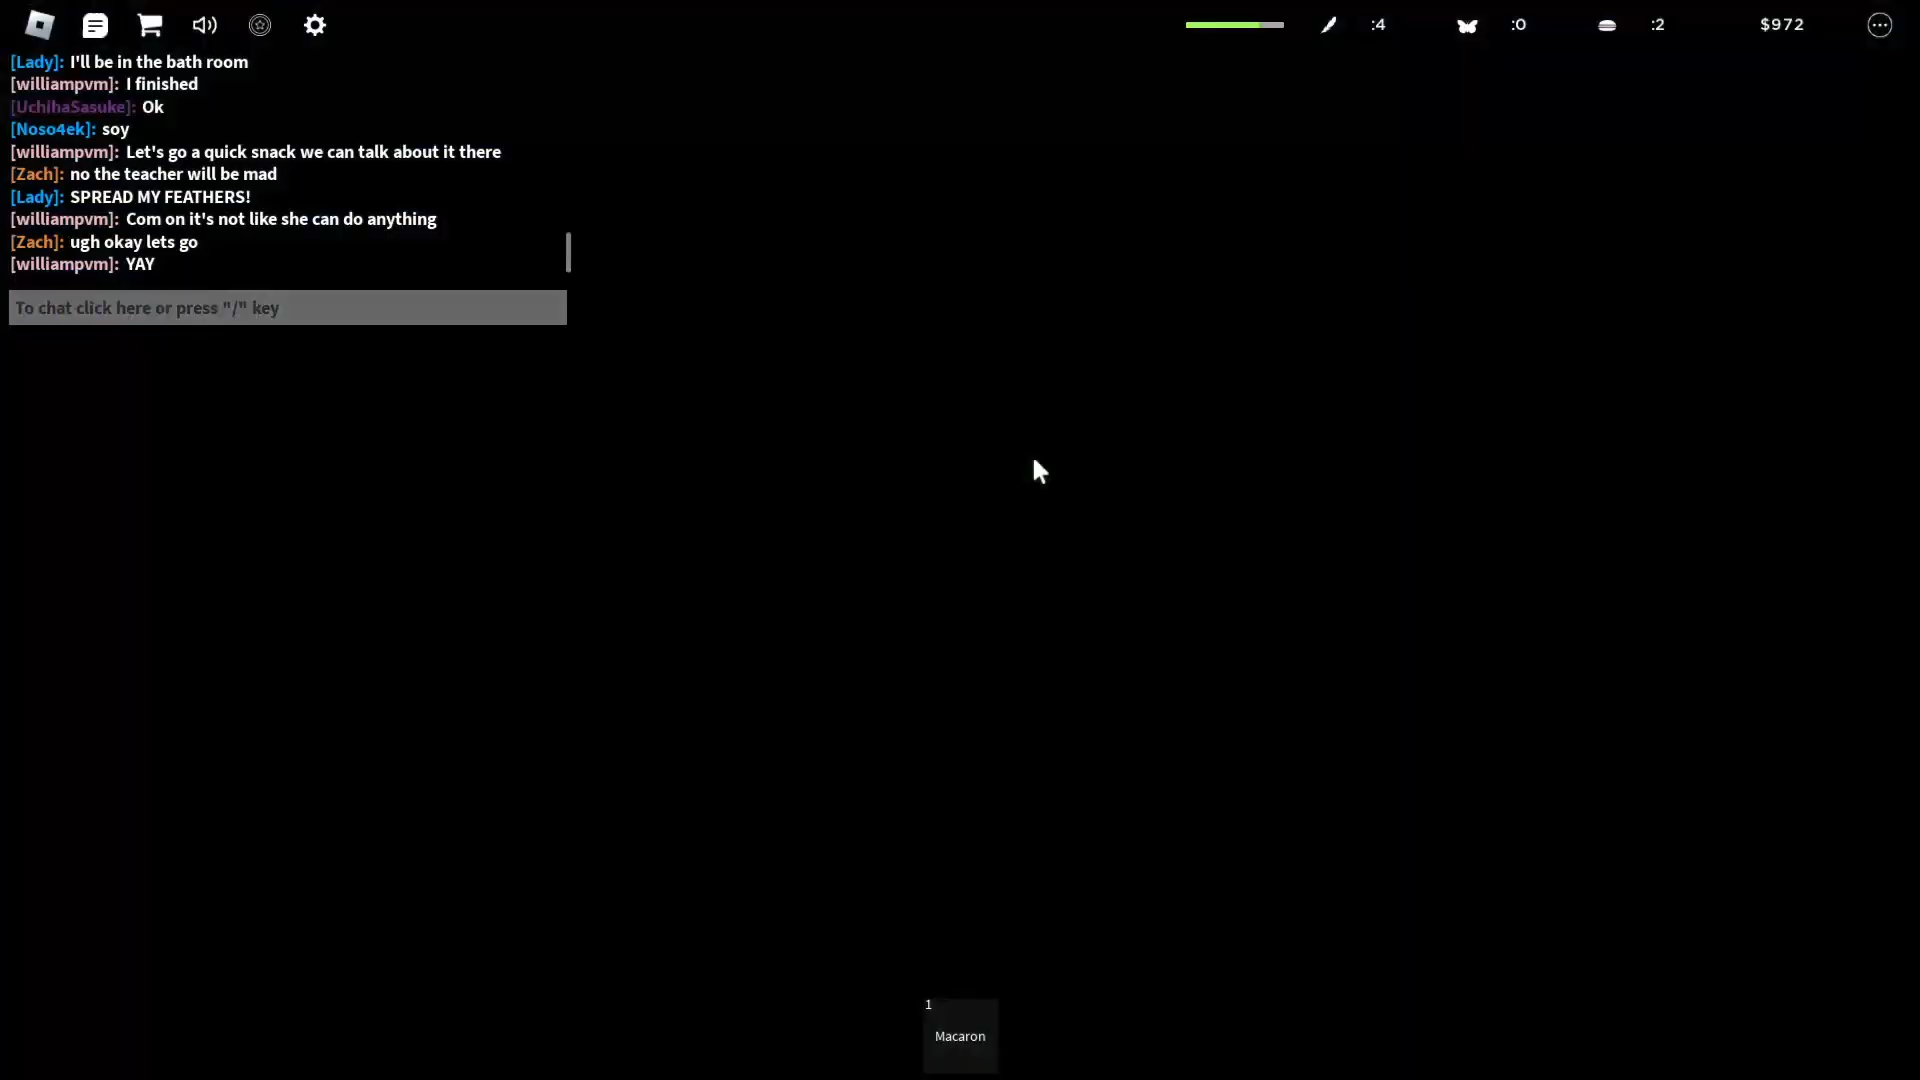 :4
:0
:2
$972
[Lady]: I'll be in the bath room
[williampvm]: I finished
[UchihaSasuke]: Ok
[Noso4ek]: soy
[williampvm]: Let's go a quick snack we can talk about it there
[Zach]: no the teacher will be mad
[Lady]: SPREAD MY FEATHERS!
[williampvm]: Com on it's not like she can do anything
[Zach]: ugh okay lets go
[williampvm]: YAY
To chat click here or press "/" key
1
Macaron